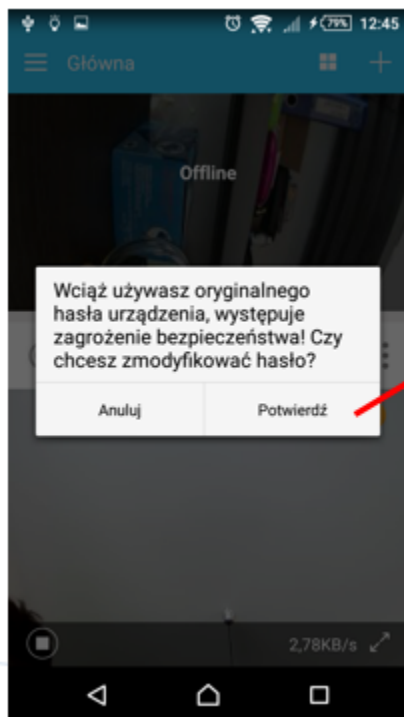 79% 12:45
Główna
Offline
Wciąż używasz oryginalnego
hasła urządzenia, występuje
zagrożenie bezpieczeństwa! Czy
chcesz zmodyfikować hasło?
Anuluj Potwierdź
2,78KB/s